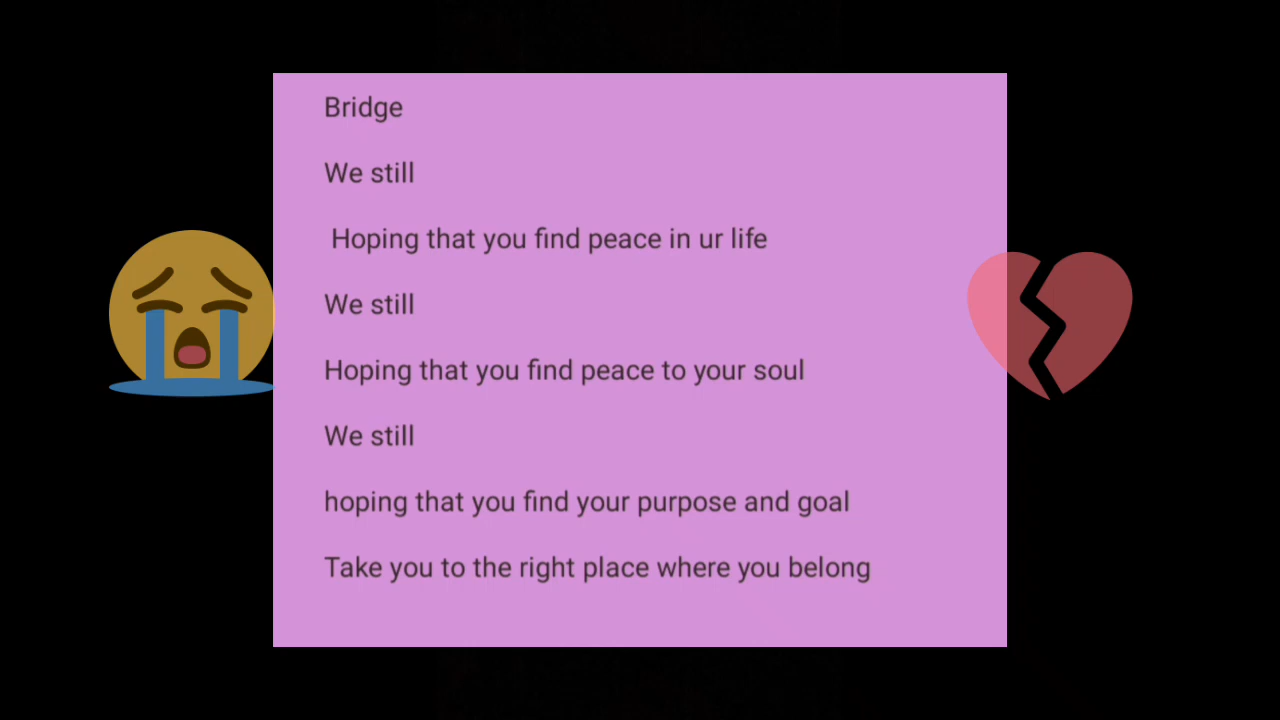 Bridge
We still
Hoping that you find peace in ur life
We still
Hoping that you find peace to your soul
We still
hoping that you find your purpose and goal
Take you to the right place where you belong